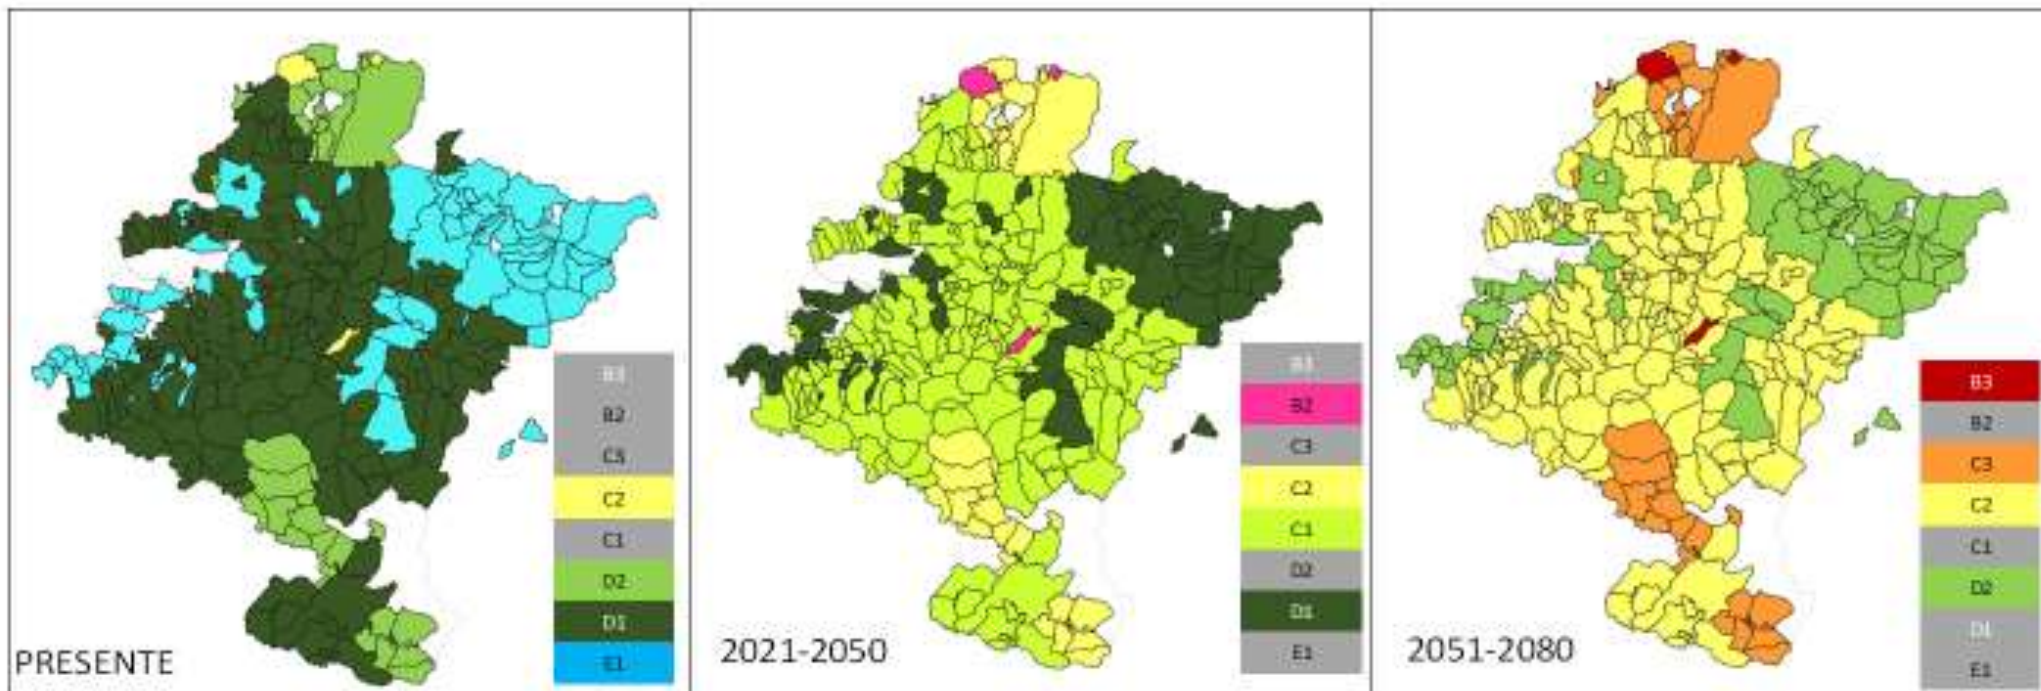 B3
B2
C3
C2
C1
D2
D1
E1
PRESENTE
B3
B2
C3
C2
C1
D2
D1
E1
2021-2050
B3
B2
C3
C2
C1
D2
D1
E1
2051-2080